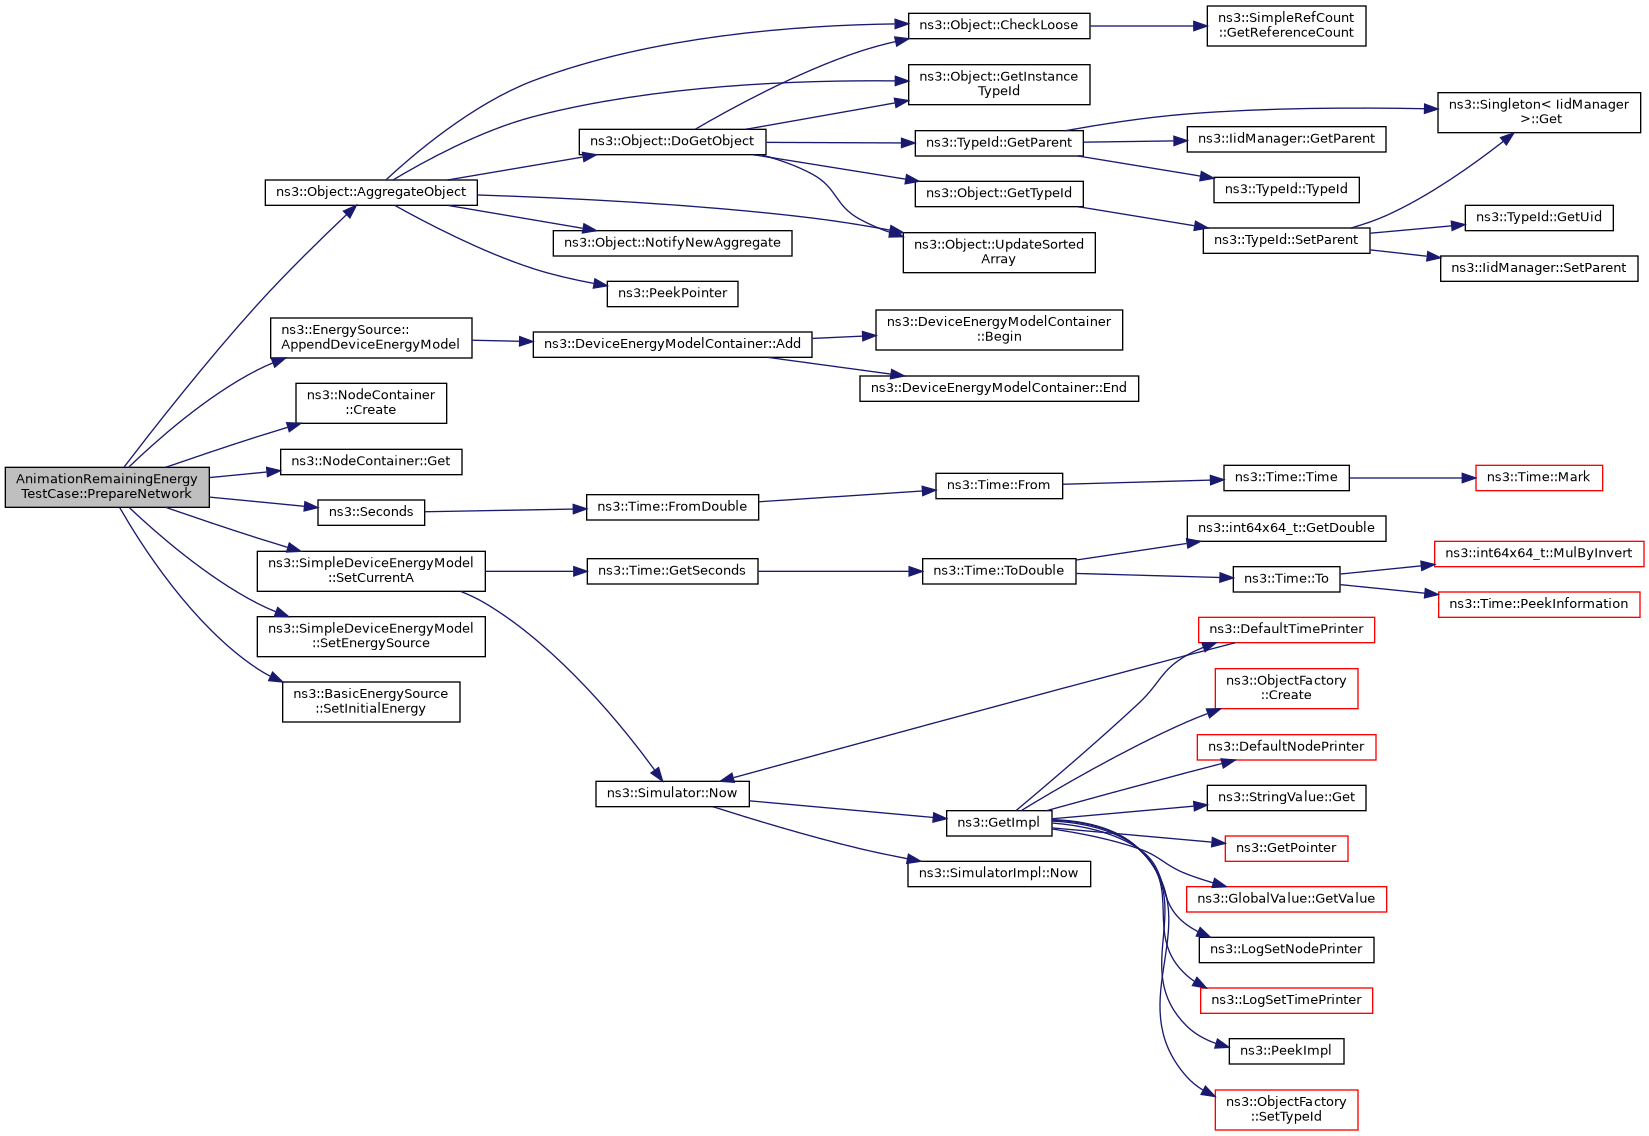 AnimationRemainingEnergy
TestCase::PrepareNetwork
ns3::Object::AggregateObject
ns3::Object::CheckLoose
ns3::SimpleRefCount
::GetReferenceCount
ns3::Object::GetInstance
TypeId
ns3::Object::DoGetObject
ns3::TypeId::GetParent
ns3::Singleton< IidManager
>::Get
ns3::IidManager::GetParent
ns3::TypeId::TypeId
ns3::Object::GetTypeId
ns3::TypeId::SetParent
ns3::TypeId::GetUid
ns3::IidManager::SetParent
ns3::Object::UpdateSorted
Array
ns3::Object::NotifyNewAggregate
ns3::PeekPointer
ns3::EnergySource::
AppendDeviceEnergyModel
ns3::DeviceEnergyModelContainer::Add
ns3::DeviceEnergyModelContainer
::Begin
ns3::DeviceEnergyModelContainer::End
ns3::NodeContainer
::Create
ns3::NodeContainer::Get
ns3::Seconds
ns3::Time::FromDouble
ns3::Time::From
ns3::Time::Time
ns3::Time::Mark
ns3::SimpleDeviceEnergyModel
::SetCurrentA
ns3::Time::GetSeconds
ns3::Time::ToDouble
ns3::int64x64_t::GetDouble
ns3::Time::To
ns3::int64x64_t::MulByInvert
ns3::Time::PeekInformation
ns3::SimpleDeviceEnergyModel
::SetEnergySource
ns3::BasicEnergySource
::SetInitialEnergy
ns3::Simulator::Now
ns3::GetImpl
ns3::SimulatorImpl::Now
ns3::DefaultTimePrinter
ns3::ObjectFactory
::Create
ns3::DefaultNodePrinter
ns3::StringValue::Get
ns3::GetPointer
ns3::GlobalValue::GetValue
ns3::LogSetNodePrinter
ns3::LogSetTimePrinter
ns3::PeekImpl
ns3::ObjectFactory
::SetTypeId